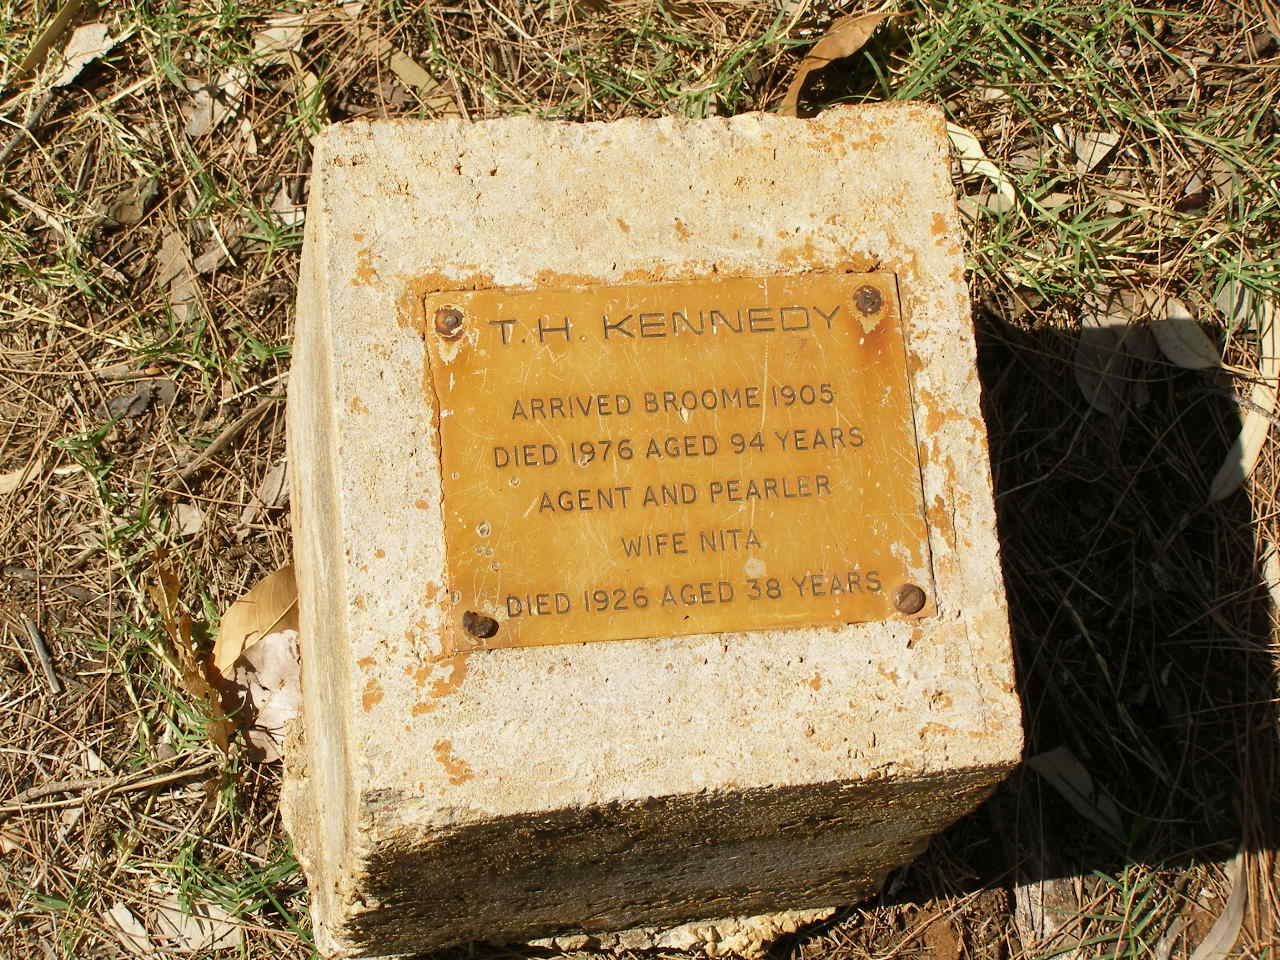 T. H. KENNEDY
ARRIVED BROOME 1905
DIED 1976 AGED 94 YEARS
AGENT AND PEARLER
WIFE NITA
DIED 1926 AGED 38 YEARS